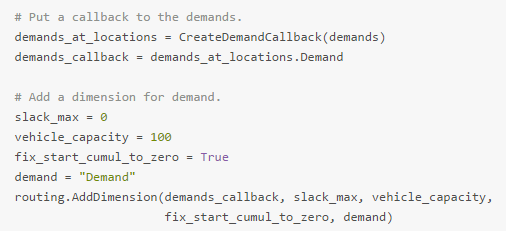 # Put a callback to the demands.
demands_at_locations = CreateDemandCallback(demands)
demands_callback = demands_at_locations.Demand

# Add a dimension for demand.
slack_max = 0
vehicle_capacity = 100
fix_start_cumul_to_zero = True
demand = "Demand"
routing.AddDimension(demands_callback, slack_max, vehicle_capacity,
                     fix_start_cumul_to_zero, demand)